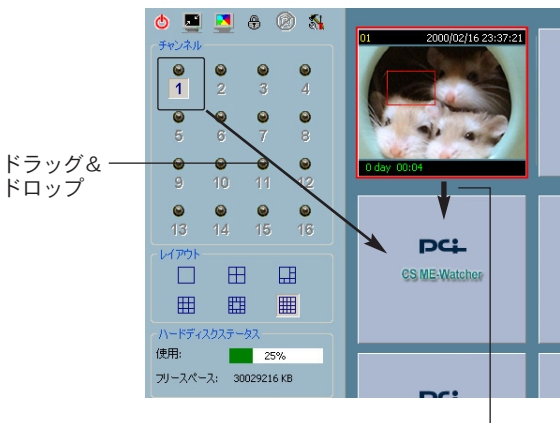 チャンネル
1 2 3 4
5 6 7 8
9 10 11 12
13 14 15 16
ドラッグ&
ドロップ
レイアウト
ハードディスクステータス
使用: 25%
フリースペース: 30029216 KB
01 2000/02/16 23:37:21
0 day 00:04
PCi
CS ME-Watcher
PCi